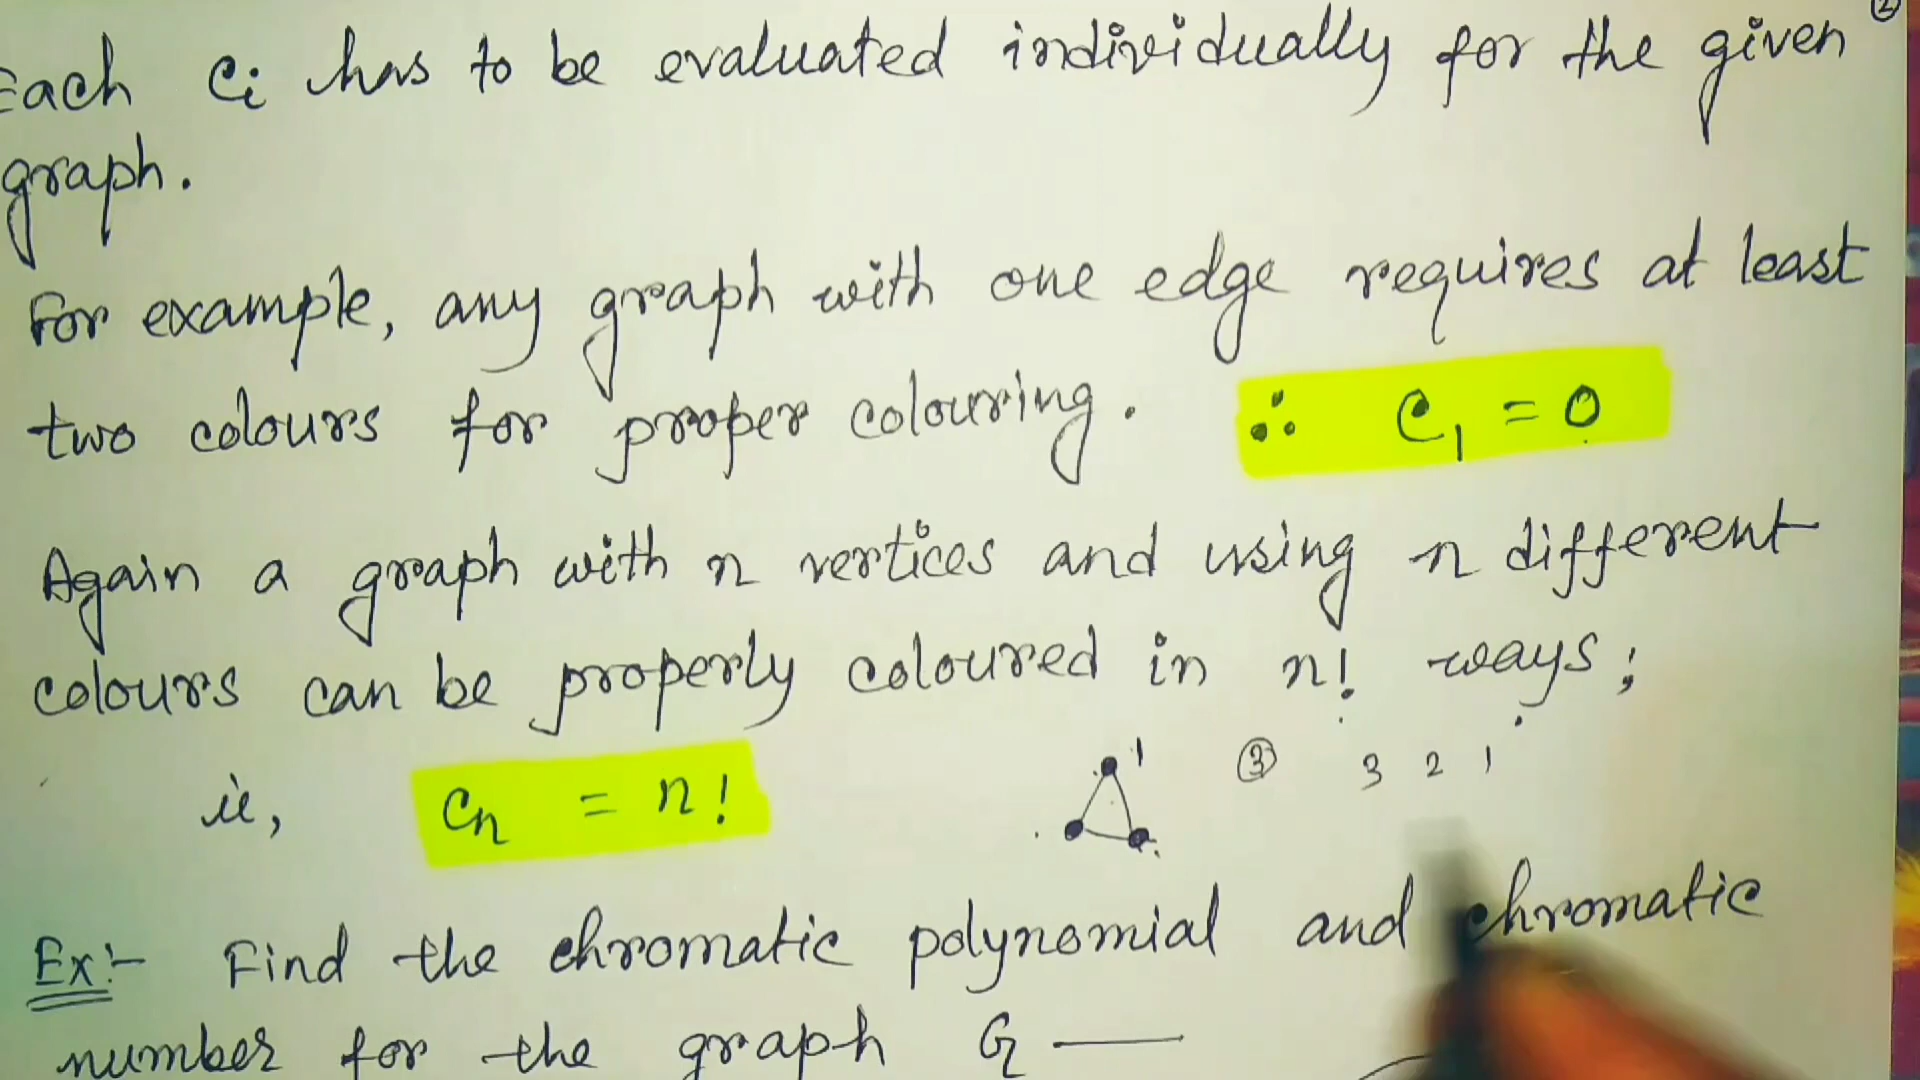 ②
Each Ci has to be evaluated individually for the given
graph.
For example, any graph with one edge requires at least
two colours for proper colouring. ∴ C₁ = 0
Again a graph with n vertices and using n different
colours can be properly coloured in n! ways;
ie, Cn = n! 1 ③ 3 2 1
Ex:- Find the chromatic polynomial and chromatic
number for the graph G —